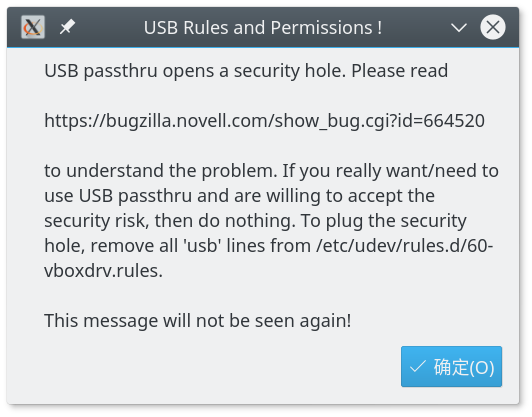 USB Rules and Permissions !
USB passthru opens a security hole. Please read
https://bugzilla.novell.com/show_bug.cgi?id=664520
to understand the problem. If you really want/need to
use USB passthru and are willing to accept the
security risk, then do nothing. To plug the security
hole, remove all 'usb' lines from /etc/udev/rules.d/60-
vboxdrv.rules.
This message will not be seen again!
确定(O)